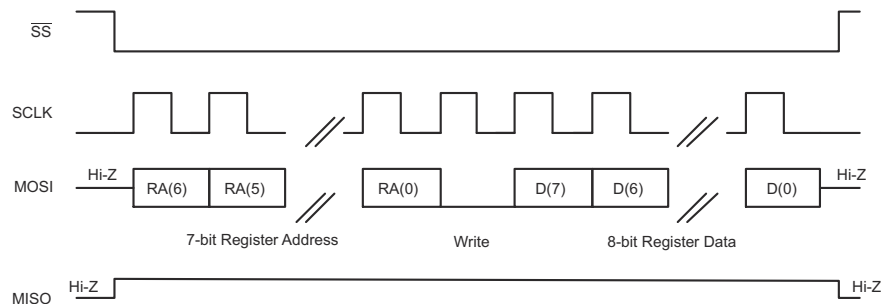 SS
SCLK
Hi-Z Hi-Z
MOSI RA(6) RA(5) RA(0) D(7) D(6) D(0)
7-bit Register Address Write 8-bit Register Data
Hi-Z Hi-Z
MISO